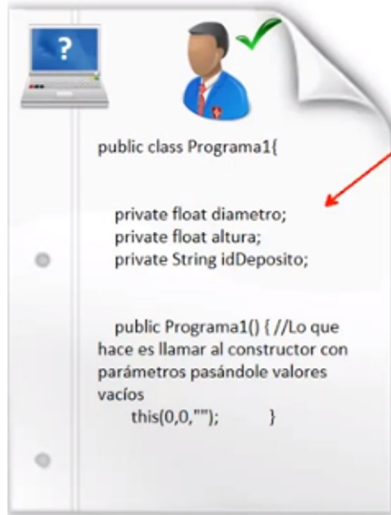 ?
public class Programa1{
private float diametro;
private float altura;
private String idDeposito;
public Programa1() { //Lo que
hace es llamar al constructor con
parámetros pasándole valores
vacíos
this(0,0,""); }